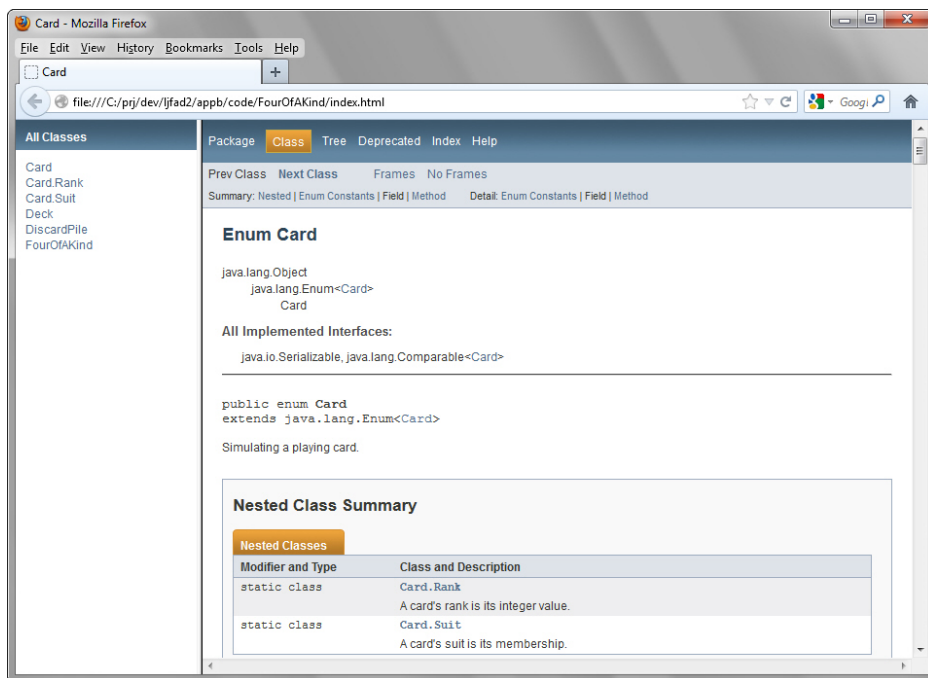 Card - Mozilla Firefox
File Edit View History Bookmarks Tools Help
Card
file:///C:/prj/dev/ljfad2/appb/code/FourOfAKind/index.html
Googl
All Classes
Card
Card.Rank
Card.Suit
Deck
DiscardPile
FourOfAKind
Package Class Tree Deprecated Index Help
Prev Class Next Class Frames No Frames
Summary: Nested | Enum Constants | Field | Method Detail: Enum Constants | Field | Method
Enum Card
java.lang.Object
java.lang.Enum<Card>
Card
All Implemented Interfaces:
java.io.Serializable, java.lang.Comparable<Card>
public enum Card
extends java.lang.Enum<Card>
Simulating a playing card.
Nested Class Summary
Nested Classes
Modifier and Type Class and Description
static class Card.Rank
A card's rank is its integer value.
static class Card.Suit
A card's suit is its membership.